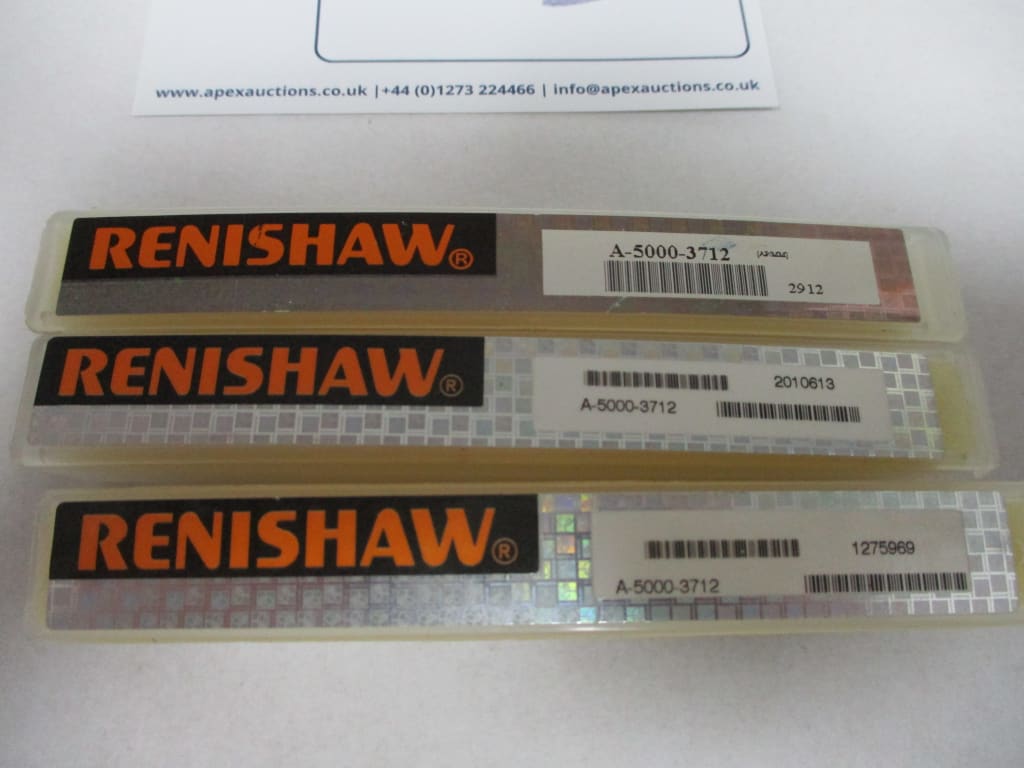 www.apexauctions.co.uk | +44 (0)1273 224466 | info@apexauctions.co.uk
RENISHAW®
A-5000-3712
2912
RENISHAW®
2010613
A-5000-3712
RENISHAW®
1275969
A-5000-3712